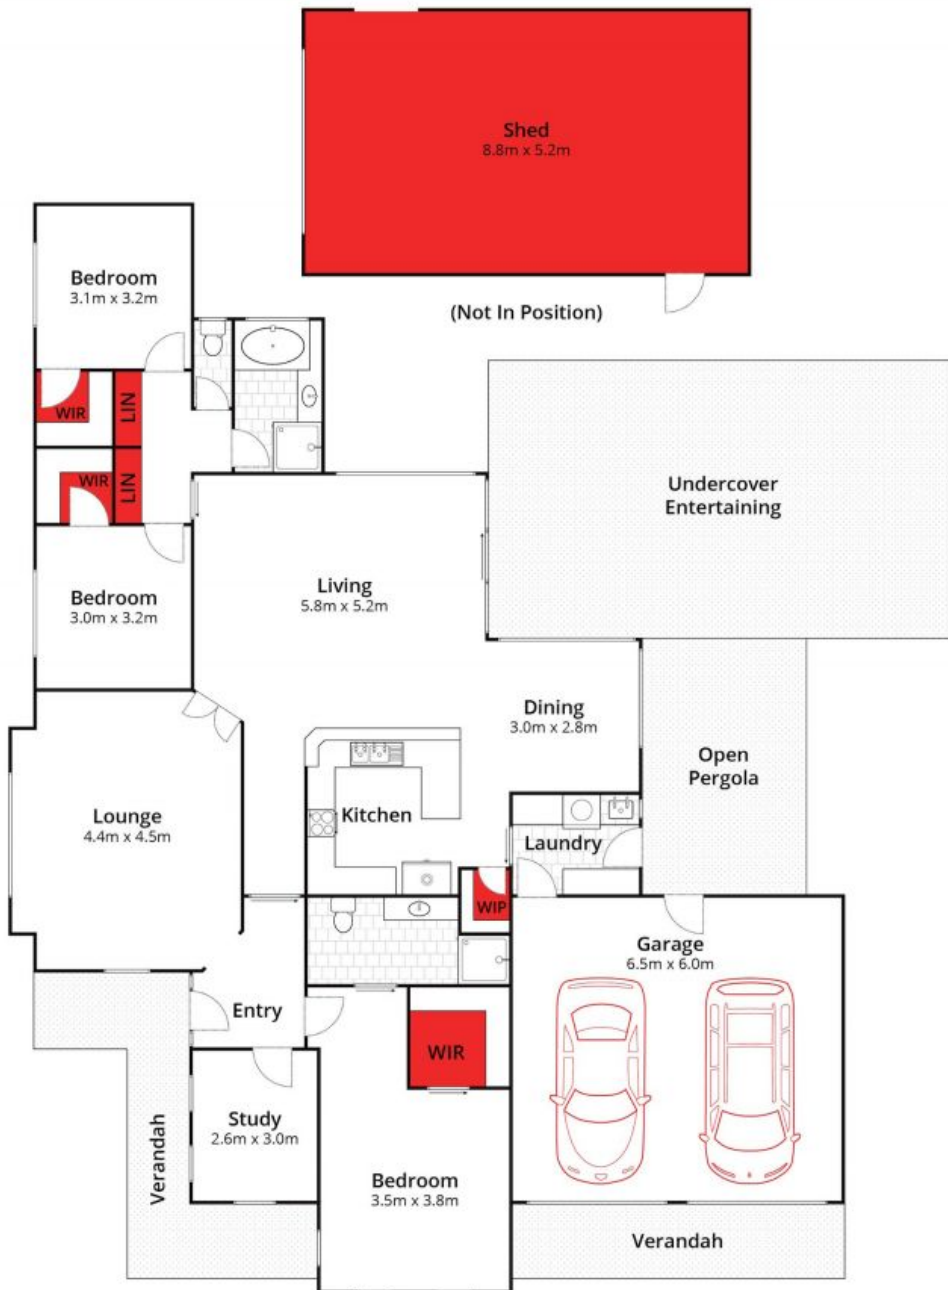 Shed
8.8m x 5.2m
(Not In Position)
Bedroom
3.1m x 3.2m
WIR
LIN
WIR
LIN
Undercover
Entertaining
Living
5.8m x 5.2m
Bedroom
3.0m x 3.2m
Dining
3.0m x 2.8m
Open
Pergola
Lounge
4.4m x 4.5m
Kitchen
Laundry
WIP
Garage
6.5m x 6.0m
Entry
WIR
Study
2.6m x 3.0m
Verandah
Bedroom
3.5m x 3.8m
Verandah